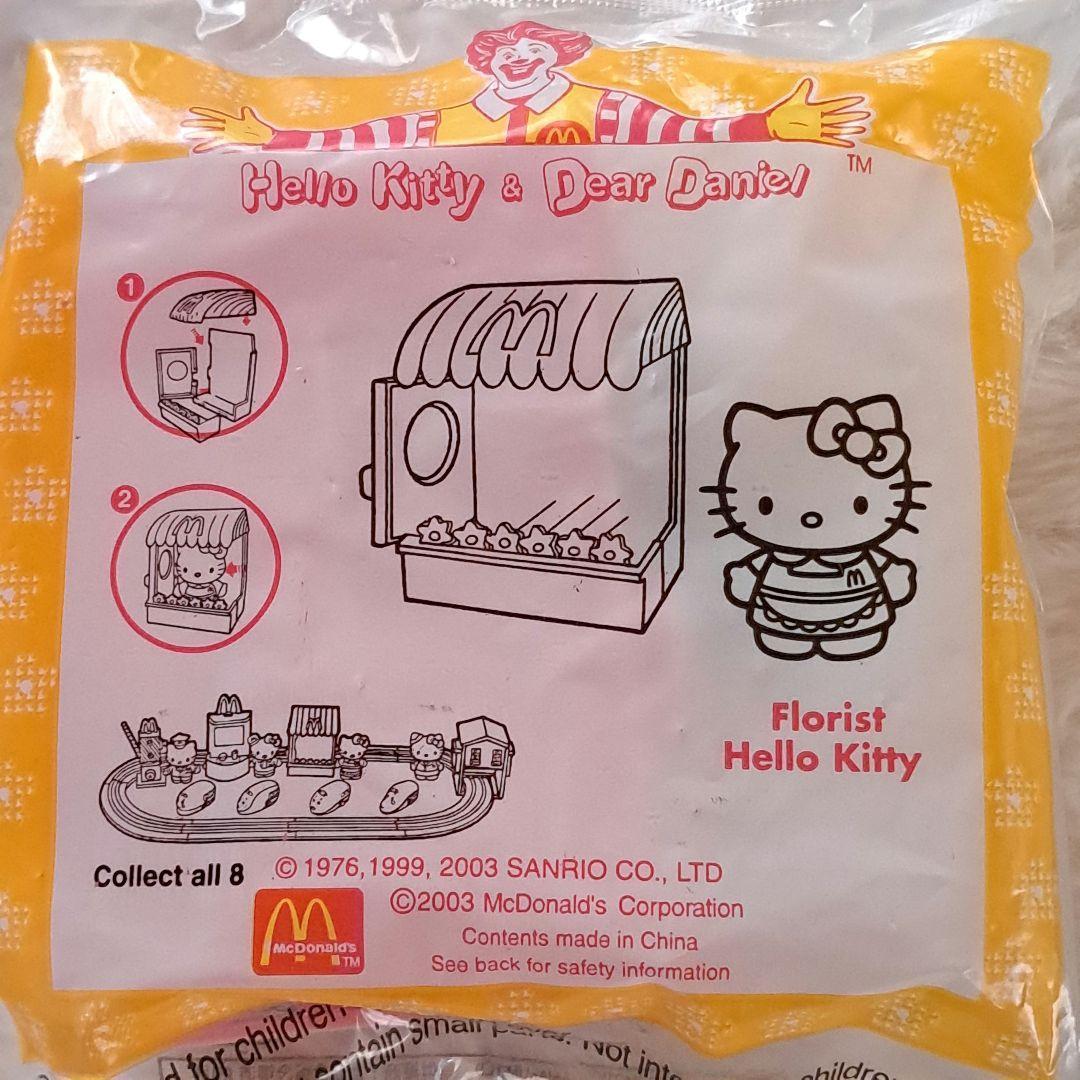 Hello Kitty & Dear Daniel TM
1
2
Florist
Hello Kitty
Collect all 8
© 1976,1999, 2003 SANRIO CO., LTD
©2003 McDonald's Corporation
McDonald's TM
Contents made in China
See back for safety information
for children
contain small Not